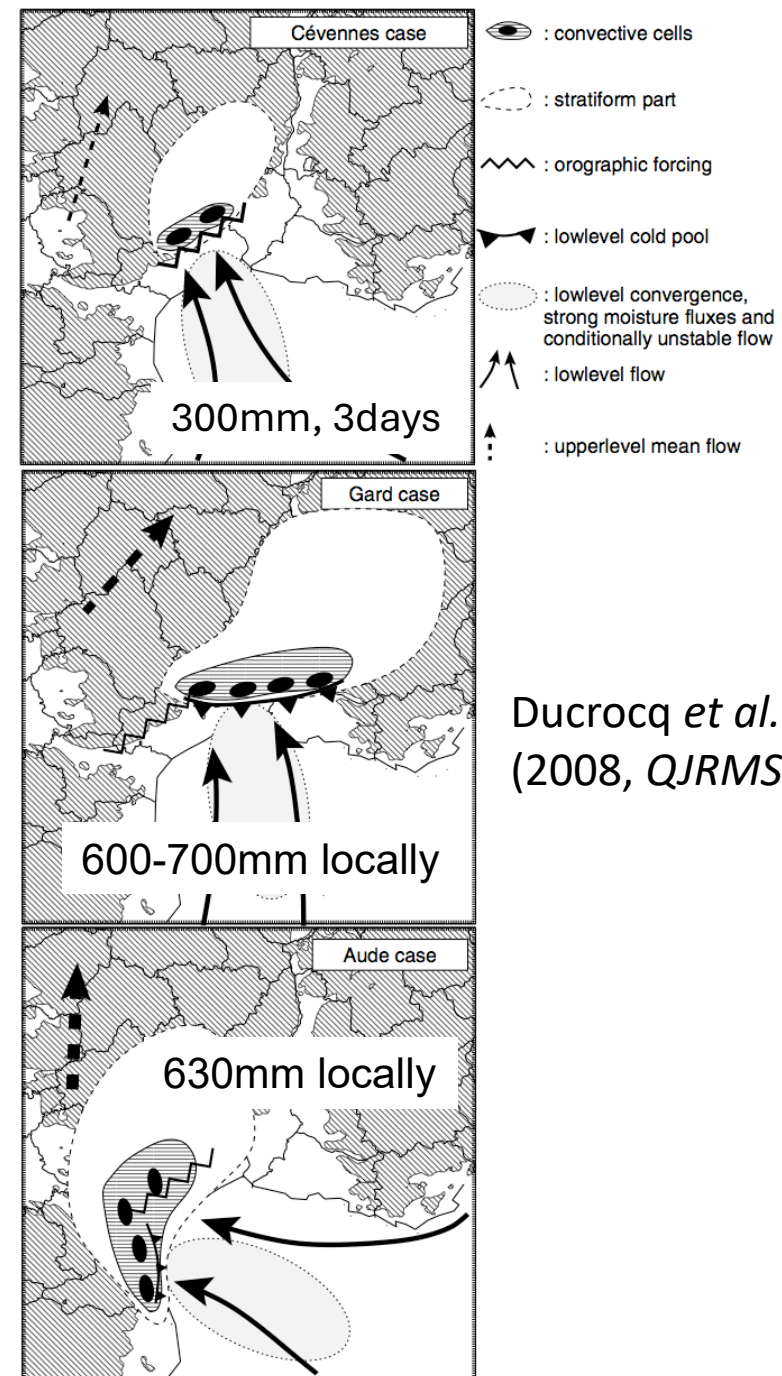 Cévennes case
: convective cells
: stratiform part
: orographic forcing
: lowlevel cold pool
: lowlevel convergence,
strong moisture fluxes and
conditionally unstable flow
: lowlevel flow
: upperlevel mean flow
300mm, 3days
Gard case
600-700mm locally
Ducrocq et al.
(2008, QJRMS
Aude case
630mm locally